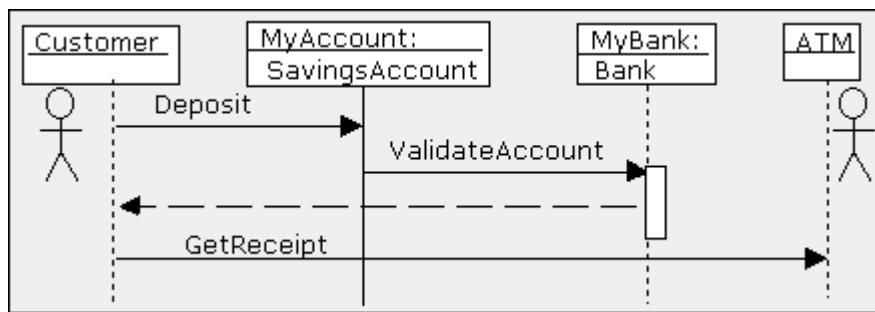 Customer
MyAccount:
SavingsAccount
MyBank:
Bank
ATM
Deposit
ValidateAccount
GetReceipt